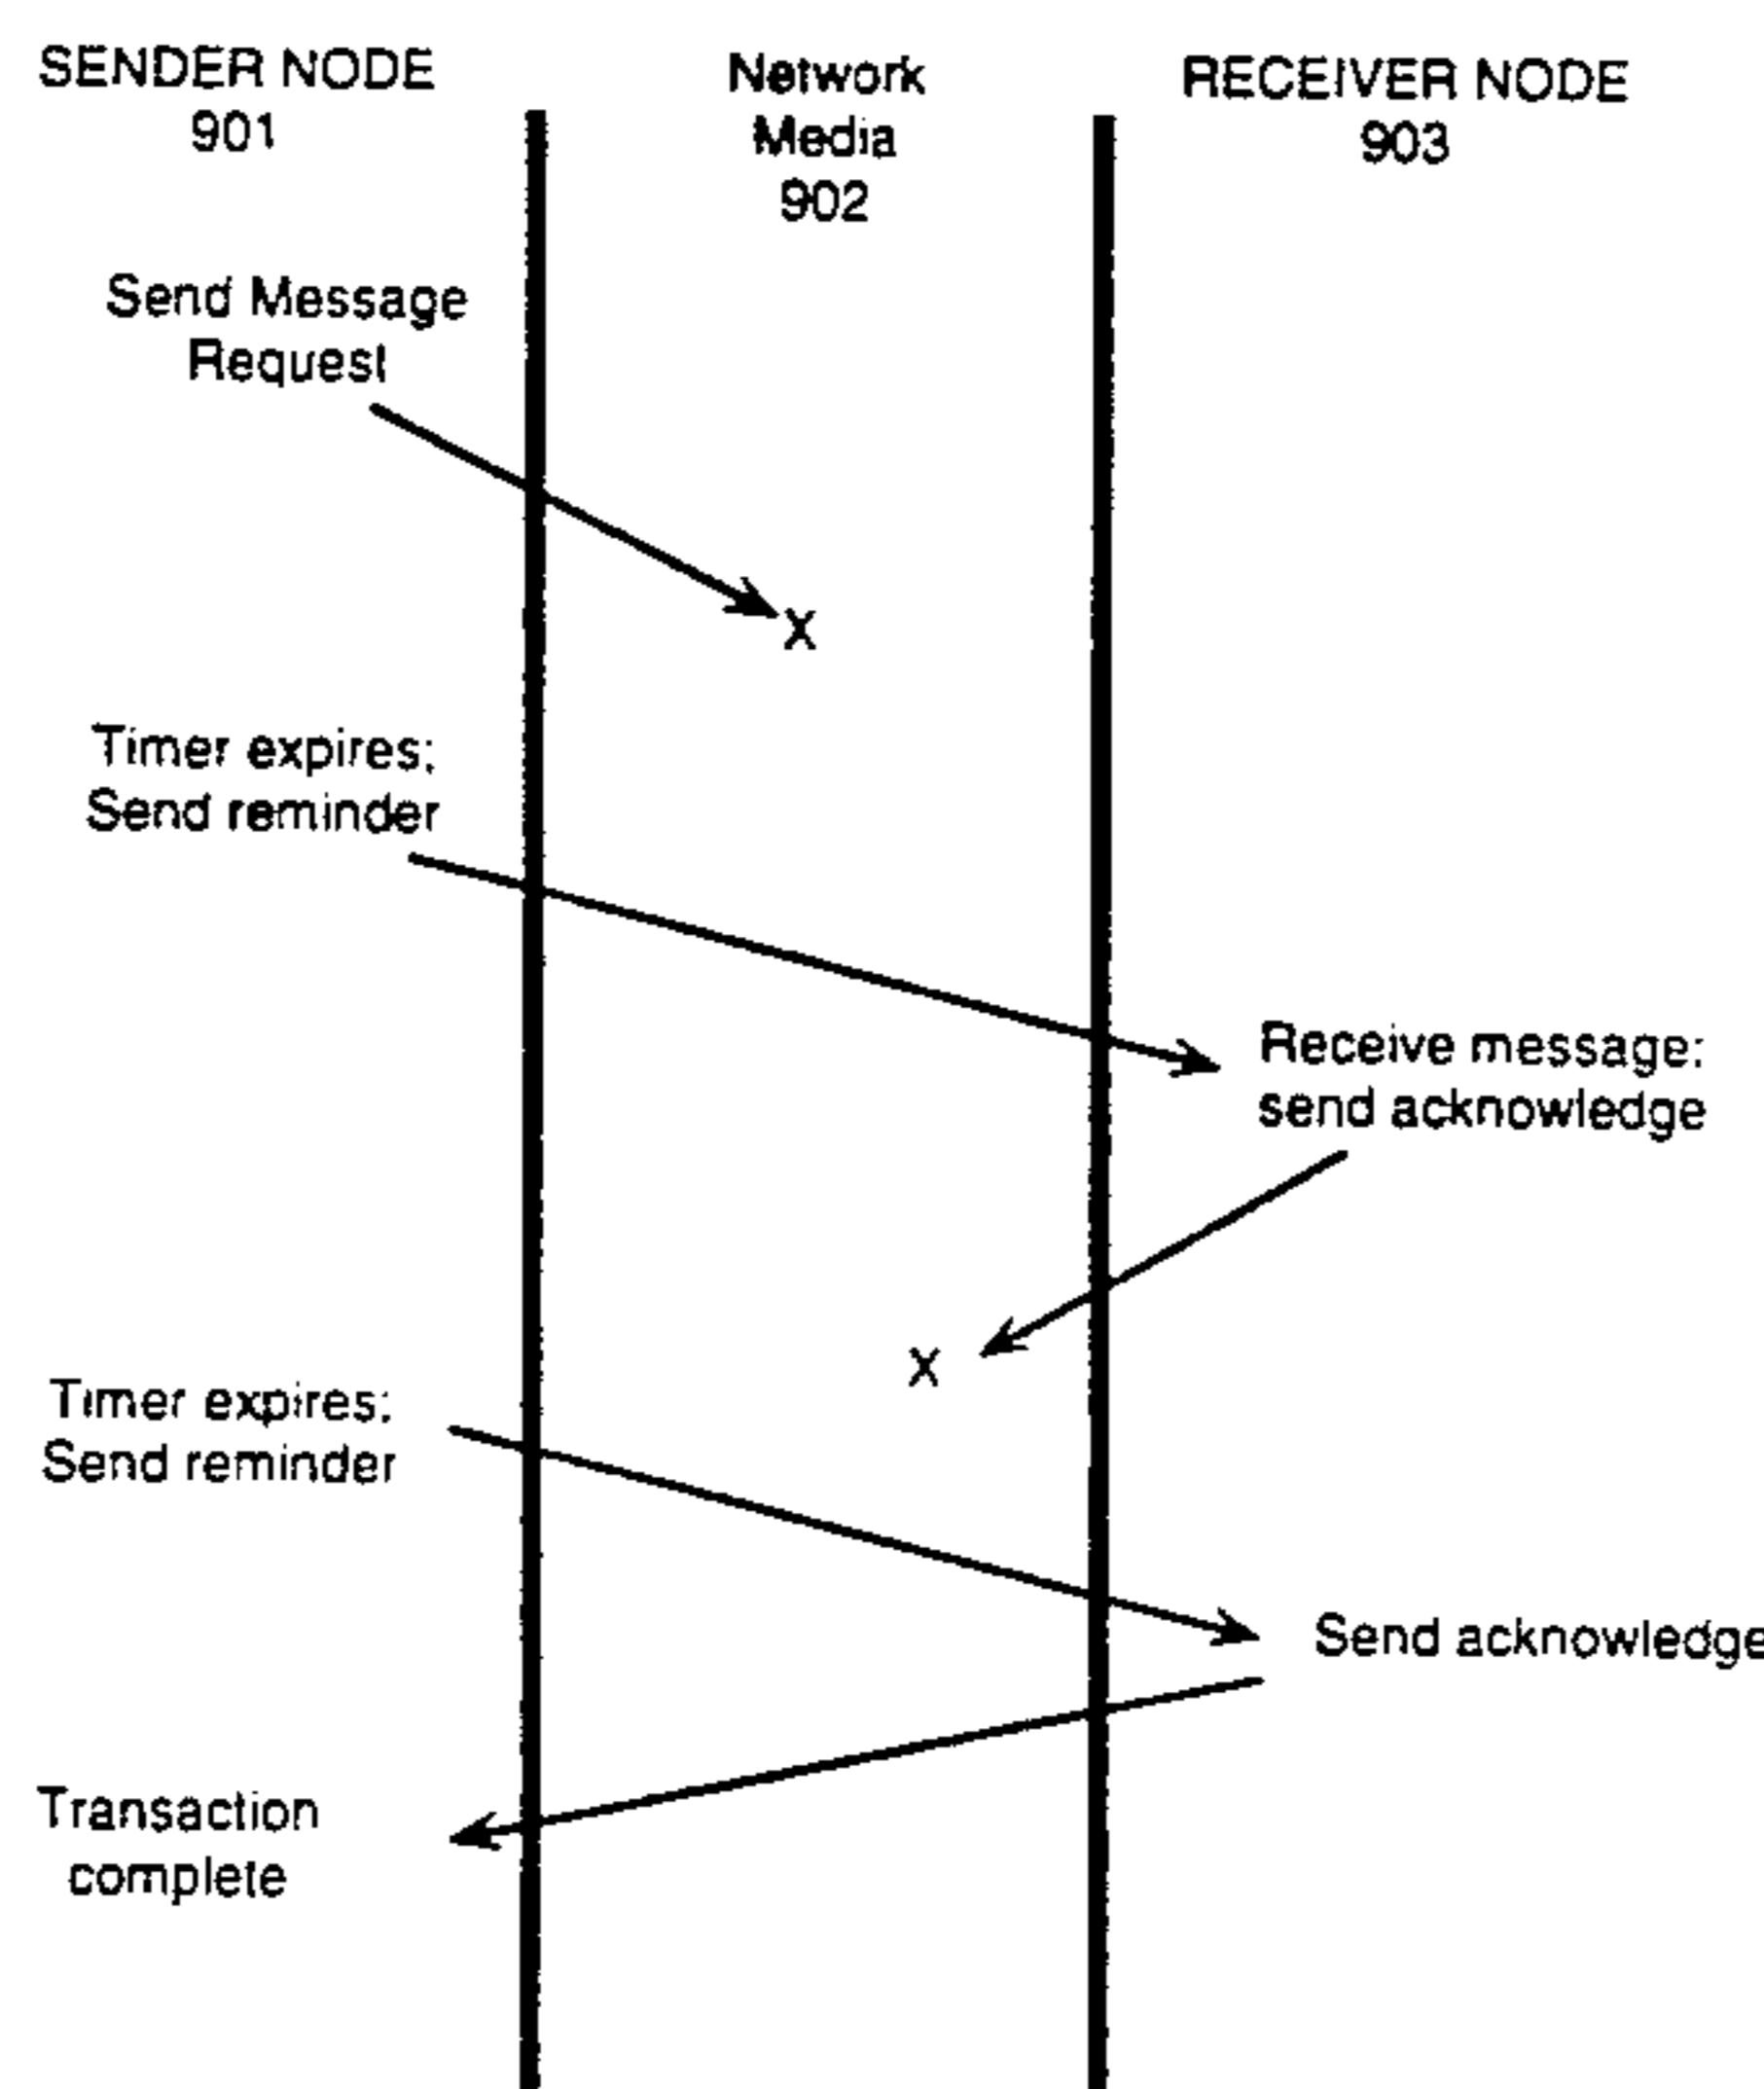 SENDER NODE
901
Network
Media
902
RECEIVER NODE
903
Send Message
Request
X
Timer expires;
Send reminder
Receive message:
send acknowledge
X
Timer expires;
Send reminder
Send acknowledge
Transaction
complete